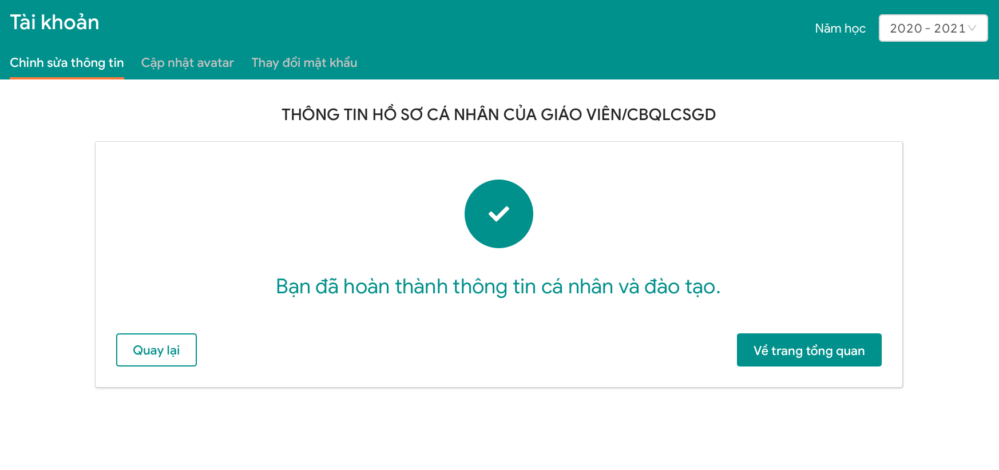 Tài khoản
Năm học
2020 - 2021
Chỉnh sửa thông tin
Cập nhật avatar
Thay đổi mật khẩu
THÔNG TIN HỒ SƠ CÁ NHÂN CỦA GIÁO VIÊN/CBQLCSGD
Bạn đã hoàn thành thông tin cá nhân và đào tạo.
Quay lại
Về trang tổng quan